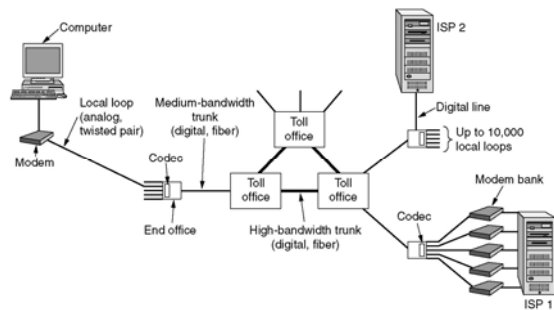 Computer
ISP 2
Local loop
(analog,
twisted pair)
Medium-bandwidth
trunk
(digital, fiber)
Digital line
Toll
office
Up to 10,000
local loops
Modem
Codec
Toll
office
Toll
office
Modem bank
End office
High-bandwidth trunk
(digital, fiber)
Codec
ISP 1